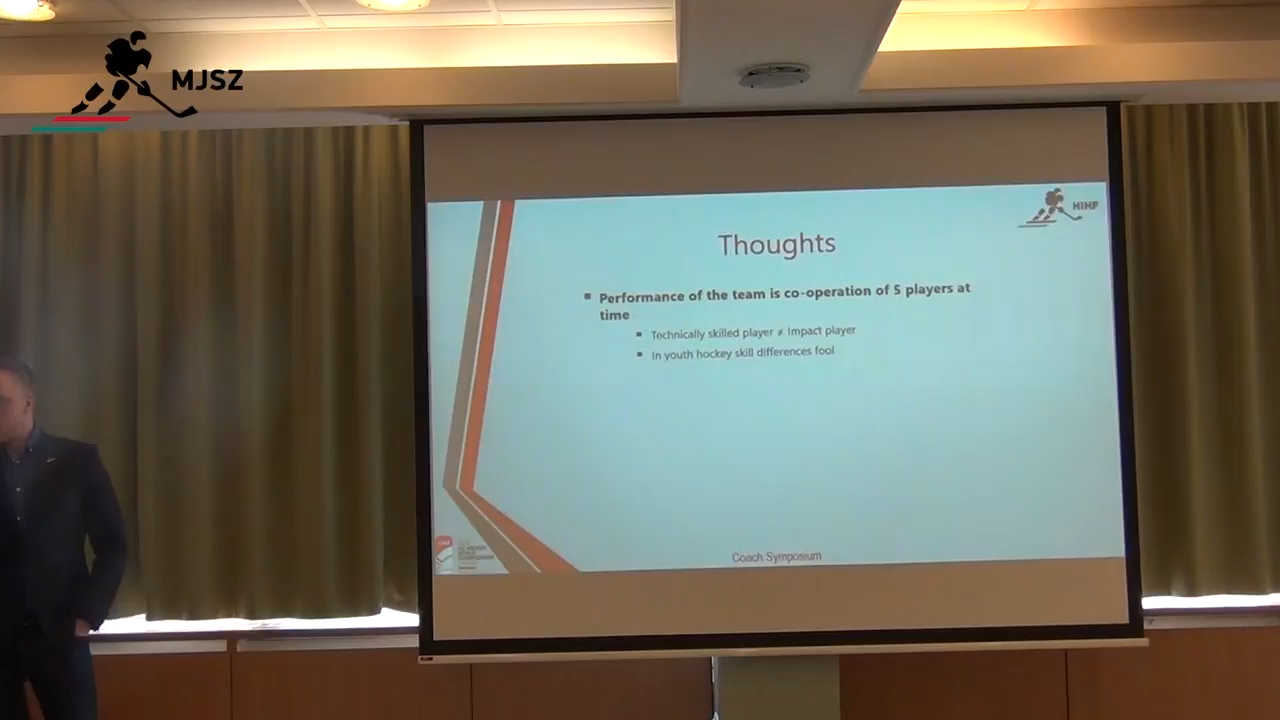 MJSZ
HIHF
Thoughts
Performance of the team is co-operation of 5 players at
time
Technically skilled player ≠ Impact player
In youth hockey skill differences fool
Coach Symposium